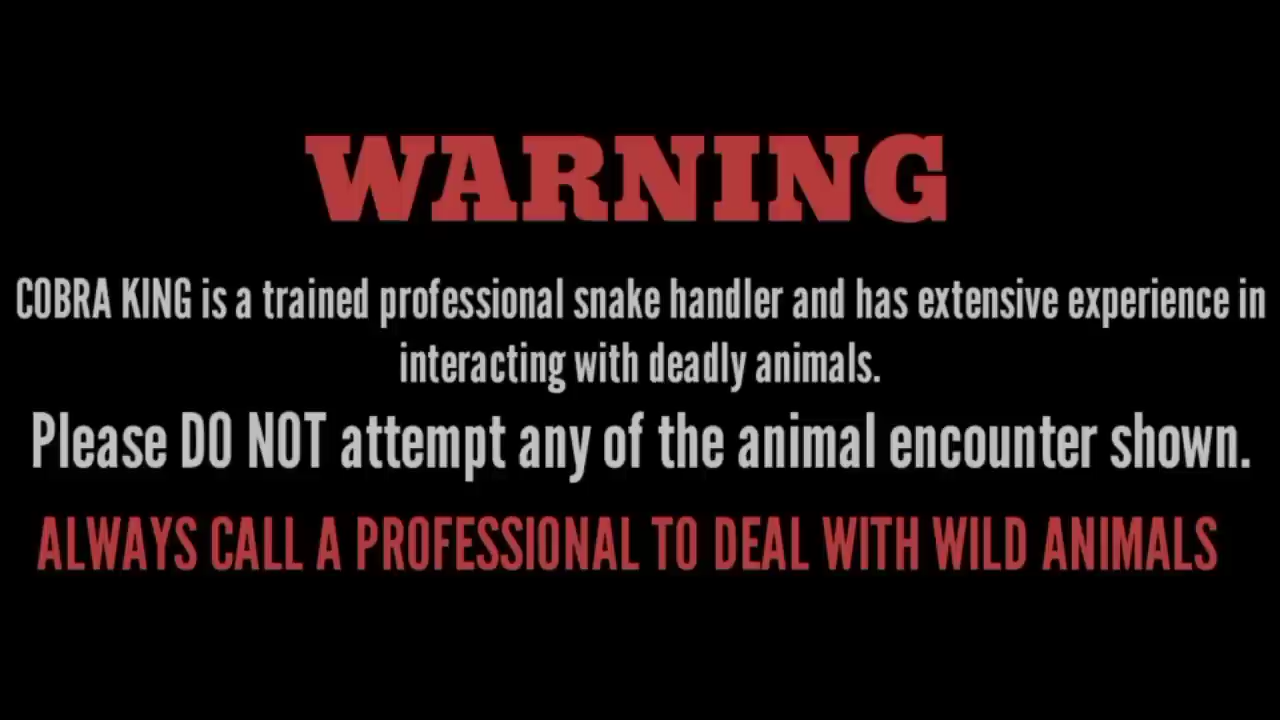 WARNING
COBRA KING is a trained professional snake handler and has extensive experience in
interacting with deadly animals.
Please DO NOT attempt any of the animal encounter shown.
ALWAYS CALL A PROFESSIONAL TO DEAL WITH WILD ANIMALS